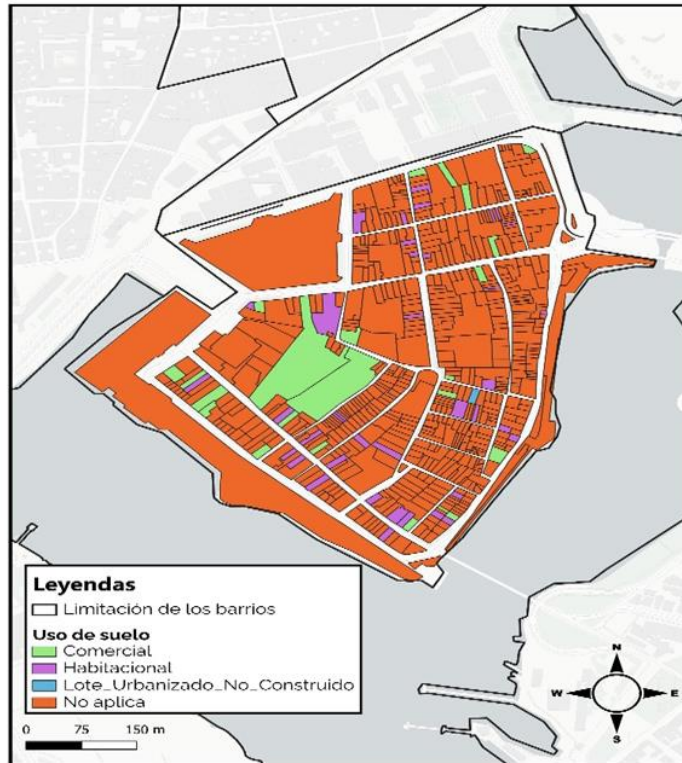 Leyendas
Limitación de los barrios
Uso de suelo
Comercial
Habitacional
Lote_Urbanizado_No_Construido
No aplica
0 75 150 m
N
W E
S